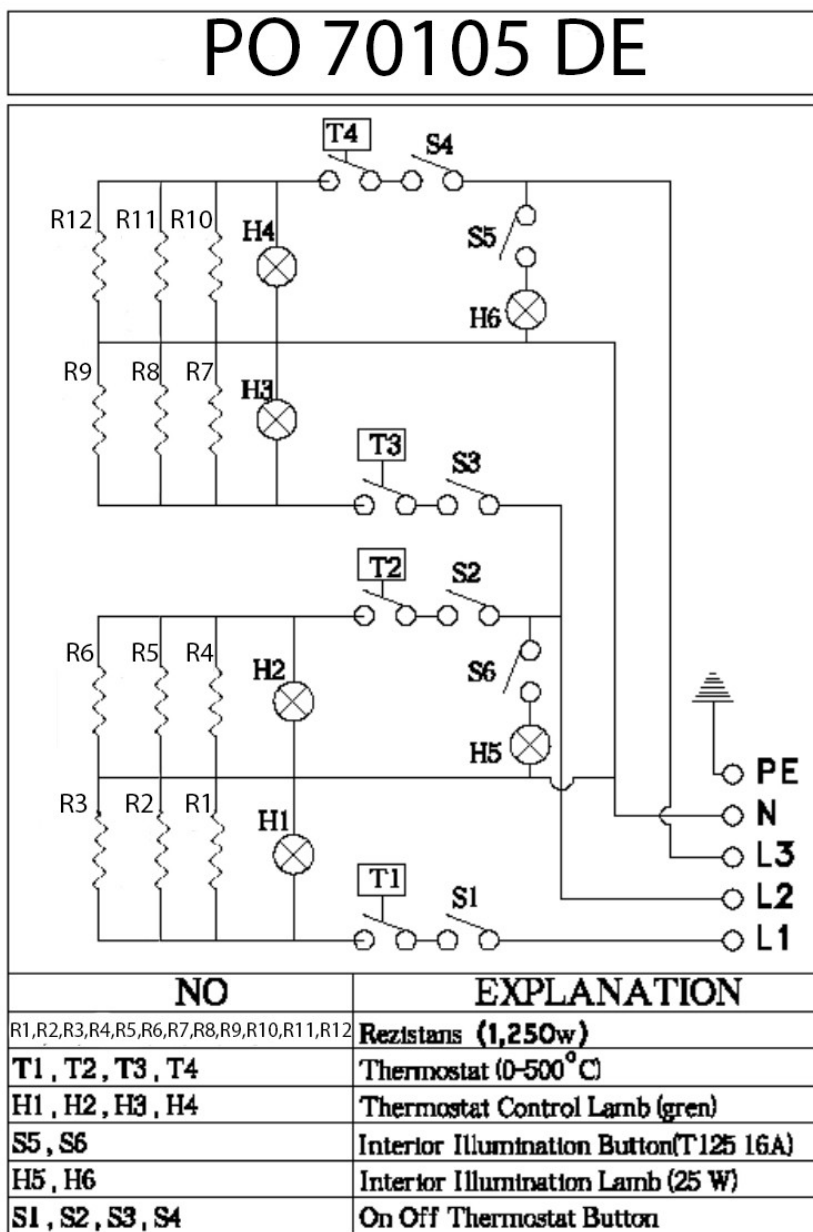 PO 70105 DE
T4
S4
R12 R11 R10
H4
S5
H6
R9 R8 R7
H3
T3
S3
T2
S2
R6 R5 R4
H2
S6
H5
PE
R3 R2 R1
N
H1
L3
T1
S1
L2
L1
NO EXPLANATION
R1,R2,R3,R4,R5,R6,R7,R8,R9,R10,R11,R12 Rezistans (1,250w)
T1 , T2 , T3 , T4 Thermostat (0-500°C)
H1 , H2 , H3 , H4 Thermostat Control Lamb (gren)
S5 , S6 Interior Illumination Button(T125 16A)
H5 , H6 Interior Illumination Lamb (25 W)
S1 , S2 , S3 , S4 On Off Thermostat Button